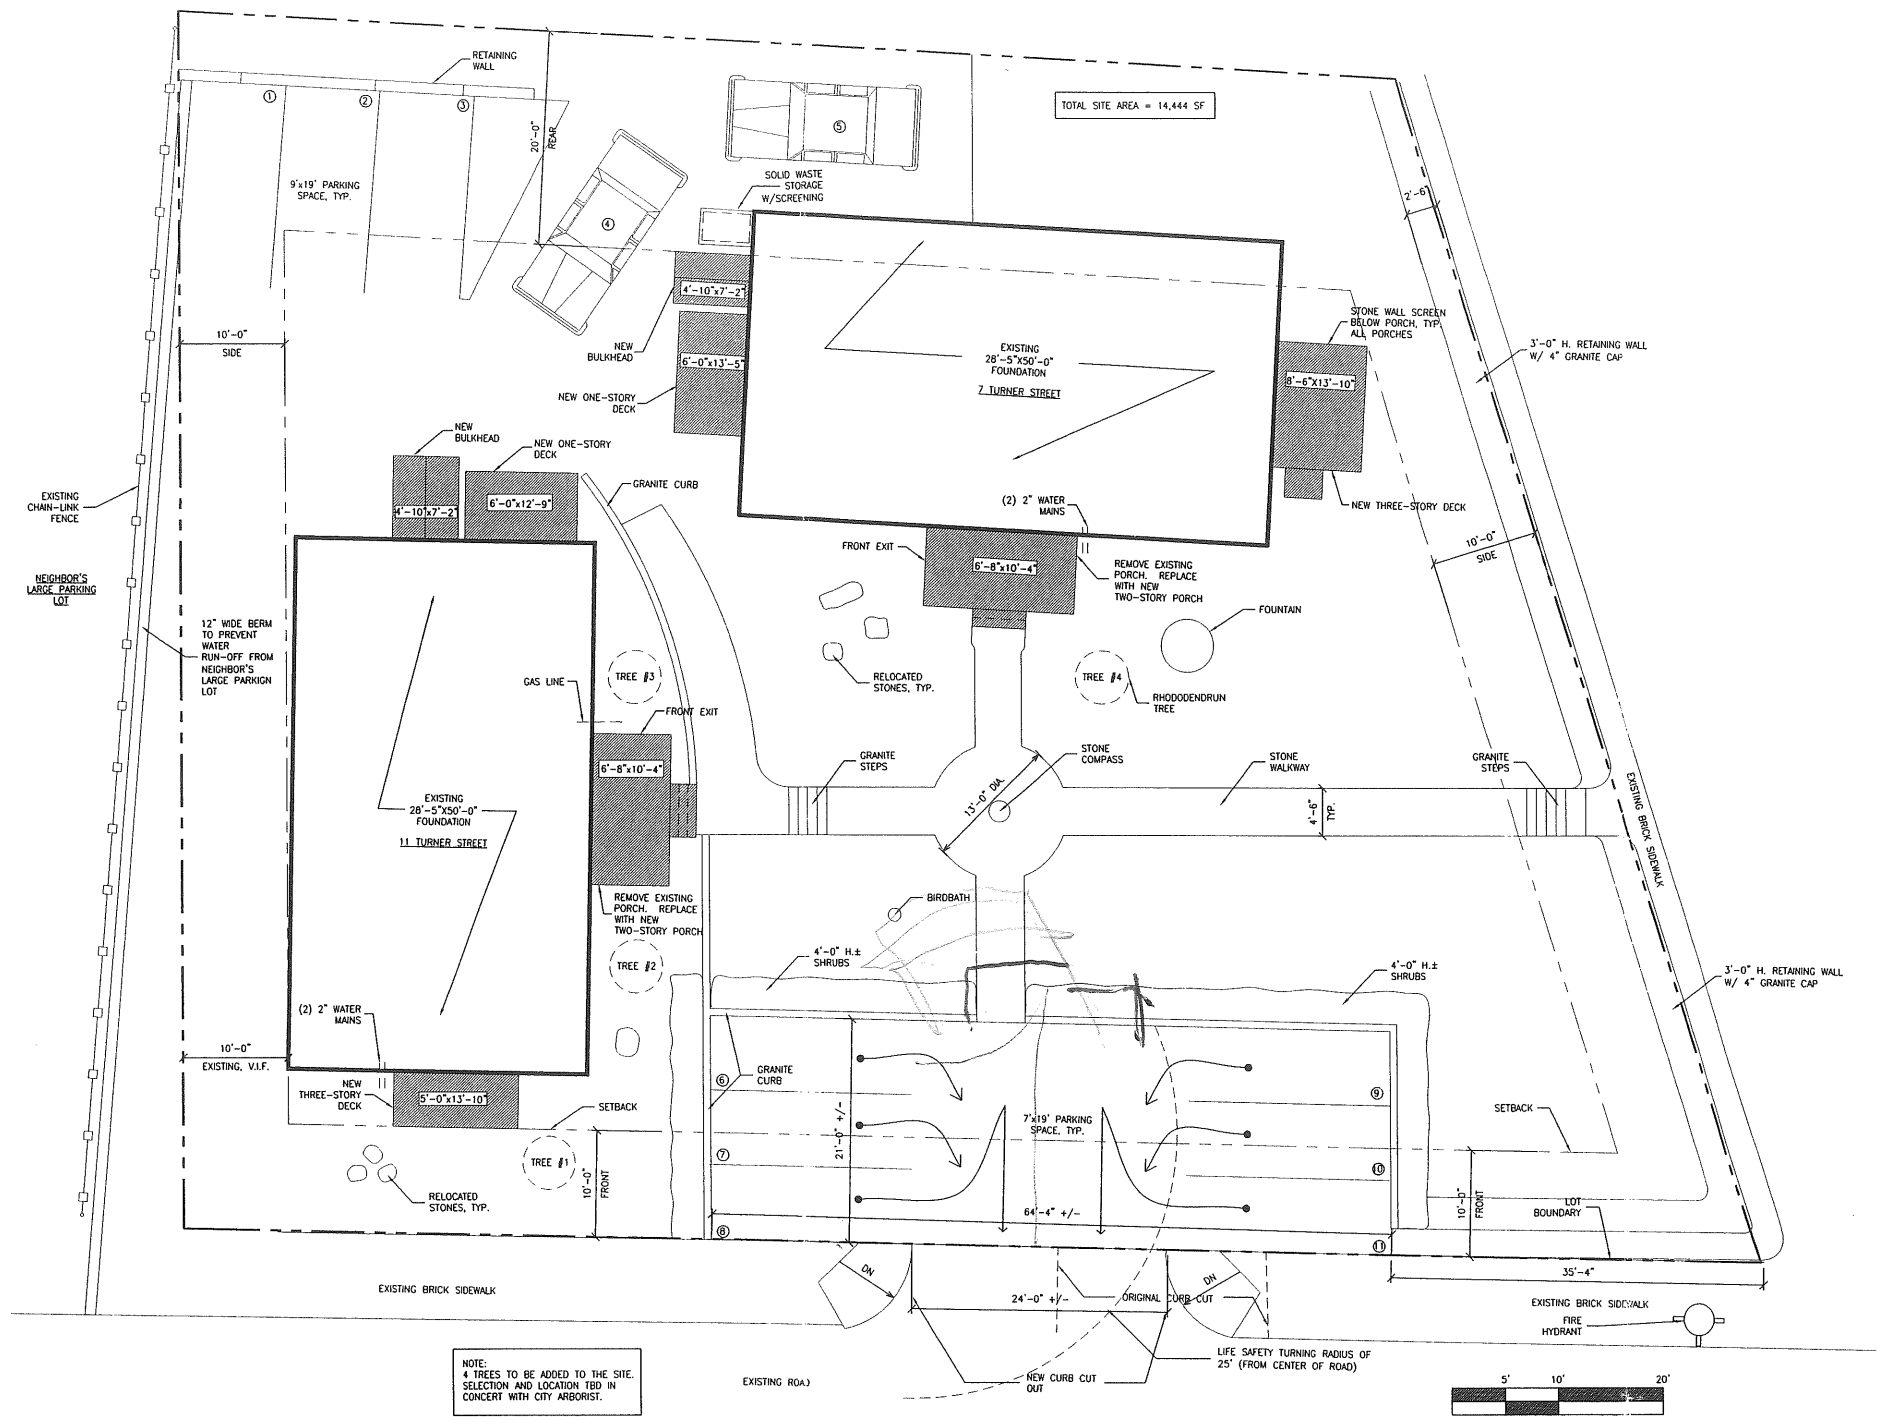 RETAINING
WALL
1
2
3
20'-0"
REAR
5
TOTAL SITE AREA = 14,444 SF
9'x19' PARKING
SPACE, TYP.
SOLID WASTE
STORAGE
W/SCREENING
4
2'-6"
4'-10"x7'-2"
10'-0"
SIDE
NEW
BULKHEAD
6'-0"x13'-5"
EXISTING
28'-5"X50'-0"
FOUNDATION
7 TURNER STREET
STONE WALL SCREEN
BELOW PORCH, TYP.
ALL PORCHES
8'-6"X13'-10"
3'-0" H. RETAINING WALL
W/ 4" GRANITE CAP
NEW ONE-STORY
DECK
NEW
BULKHEAD
NEW ONE-STORY
DECK
GRANITE CURB
EXISTING
CHAIN-LINK
FENCE
4'-10"x7'-2"
6'-0"x12'-9"
(2) 2" WATER
MAINS
NEW THREE-STORY DECK
10'-0"
SIDE
FRONT EXIT
6'-8"x10'-4"
REMOVE EXISTING
PORCH. REPLACE
WITH NEW
TWO-STORY PORCH
NEIGHBOR'S
LARGE PARKING
LOT
FOUNTAIN
12" WIDE BERM
TO PREVENT
WATER
RUN-OFF FROM
NEIGHBOR'S
LARGE PARKIGN
LOT
GAS LINE
TREE #3
RELOCATED
STONES, TYP.
TREE #4
RHODODENDRUN
TREE
FRONT EXIT
6'-8"x10'-4"
GRANITE
STEPS
STONE
COMPASS
13'-0" DIA.
STONE
WALKWAY
GRANITE
STEPS
4'-6"
TYP.
EXISTING BRICK SIDEWALK
EXISTING
28'-5"X50'-0"
FOUNDATION
11 TURNER STREET
REMOVE EXISTING
PORCH. REPLACE
WITH NEW
TWO-STORY PORCH
BIRDBATH
TREE #2
4'-0" H.±
SHRUBS
4'-0" H.±
SHRUBS
3'-0" H. RETAINING WALL
W/ 4" GRANITE CAP
(2) 2" WATER
MAINS
10'-0"
EXISTING, V.I.F.
NEW
THREE-STORY
DECK
5'-0"x13'-10"
SETBACK
6
GRANITE
CURB
21'-0" +/-
7'x19' PARKING
SPACE, TYP.
9
SETBACK
TREE #1
10'-0"
FRONT
7
10
RELOCATED
STONES, TYP.
64'-4" +/-
10'-0"
FRONT
LOT
BOUNDARY
8
11
EXISTING BRICK SIDEWALK
DN
24'-0" +/-
ORIGINAL CURB CUT
DN
35'-4"
EXISTING BRICK SIDEWALK
FIRE
HYDRANT
LIFE SAFETY TURNING RADIUS OF
25' (FROM CENTER OF ROAD)
NOTE:
4 TREES TO BE ADDED TO THE SITE.
SELECTION AND LOCATION TBD IN
CONCERT WITH CITY ARBORIST.
EXISTING ROAD
NEW CURB CUT
OUT
5'
10'
20'